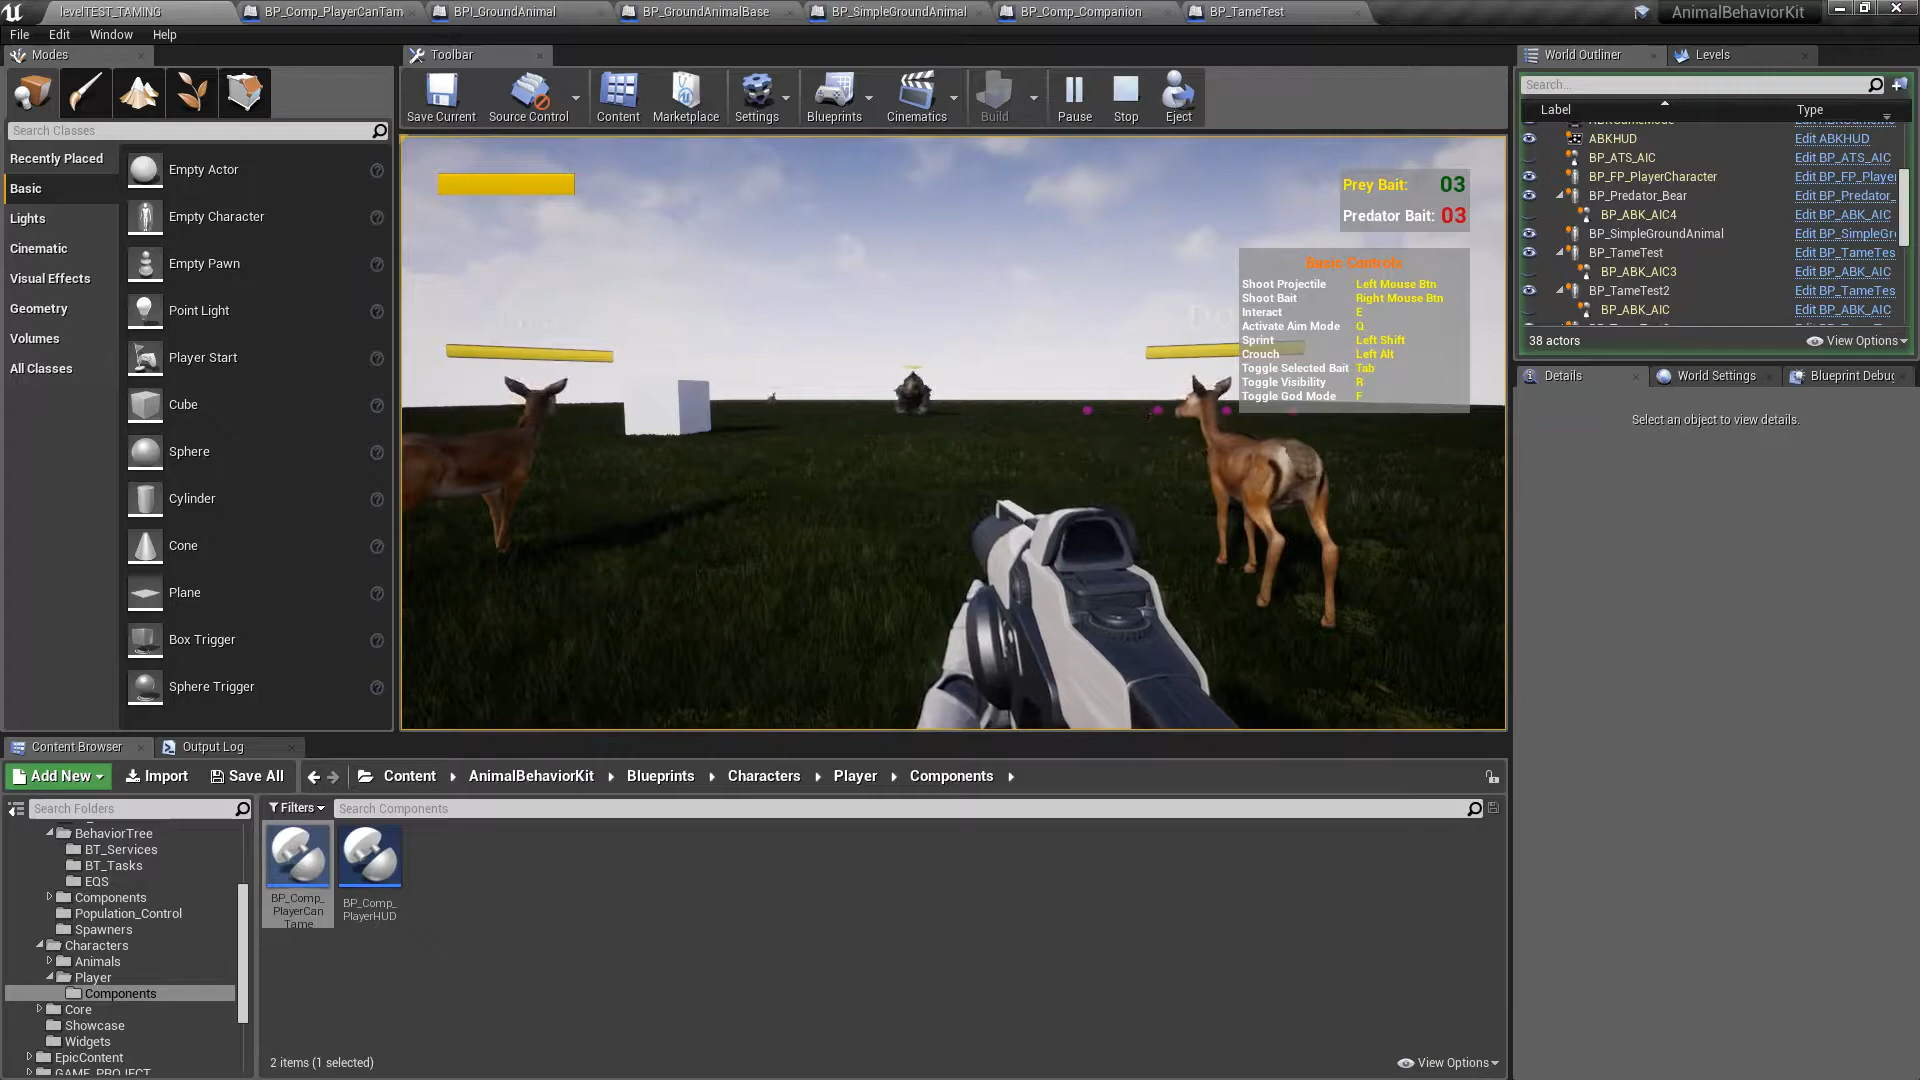 levelTEST_TAMING
BP_Comp_PlayerCanTam
BPI_GroundAnimal
BP_GroundAnimalBase
BP_SimpleGroundAnimal
BP_Comp_Companion
BP_TameTest
AnimalBehaviorKit
File Edit Window Help
Modes
Toolbar
World Outliner
Levels
Save Current
Source Control
Content
Marketplace
Settings
Blueprints
Cinematics
Build
Pause
Stop
Eject
Search Classes
Recently Placed
Basic
Lights
Cinematic
Visual Effects
Geometry
Volumes
All Classes
Empty Actor
Empty Character
Empty Pawn
Point Light
Player Start
Cube
Sphere
Cylinder
Cone
Plane
Box Trigger
Sphere Trigger
Prey Bait: 03
Predator Bait: 03
Basic Controls
Shoot Projectile Left Mouse Btn
Shoot Bait Right Mouse Btn
Interact E
Activate Aim Mode Q
Sprint Left Shift
Crouch Left Alt
Toggle Selected Bait Tab
Toggle Visibility R
Toggle God Mode F
Search...
Label Type
ABKHUD Edit ABKHUD
BP_ATS_AIC Edit BP_ATS_AIC
BP_FP_PlayerCharacter Edit BP_FP_Player
BP_Predator_Bear Edit BP_Predator_
BP_ABK_AIC4 Edit BP_ABK_AIC
BP_SimpleGroundAnimal Edit BP_SimpleGr
BP_TameTest Edit BP_TameTes
BP_ABK_AIC3 Edit BP_ABK_AIC
BP_TameTest2 Edit BP_TameTes
BP_ABK_AIC Edit BP_ABK_AIC
38 actors
View Options
Details
World Settings
Blueprint Debug
Select an object to view details.
Content Browser
Output Log
Add New
Import
Save All
Content
AnimalBehaviorKit
Blueprints
Characters
Player
Components
Search Folders
Filters
Search Components
BehaviorTree
BT_Services
BT_Tasks
EQS
Components
Population_Control
Spawners
Characters
Animals
Player
Components
Core
Showcase
Widgets
EpicContent
GAME_PROJECT
BP_Comp_
PlayerCan
Tame
BP_Comp_
PlayerHUD
2 items (1 selected)
View Options